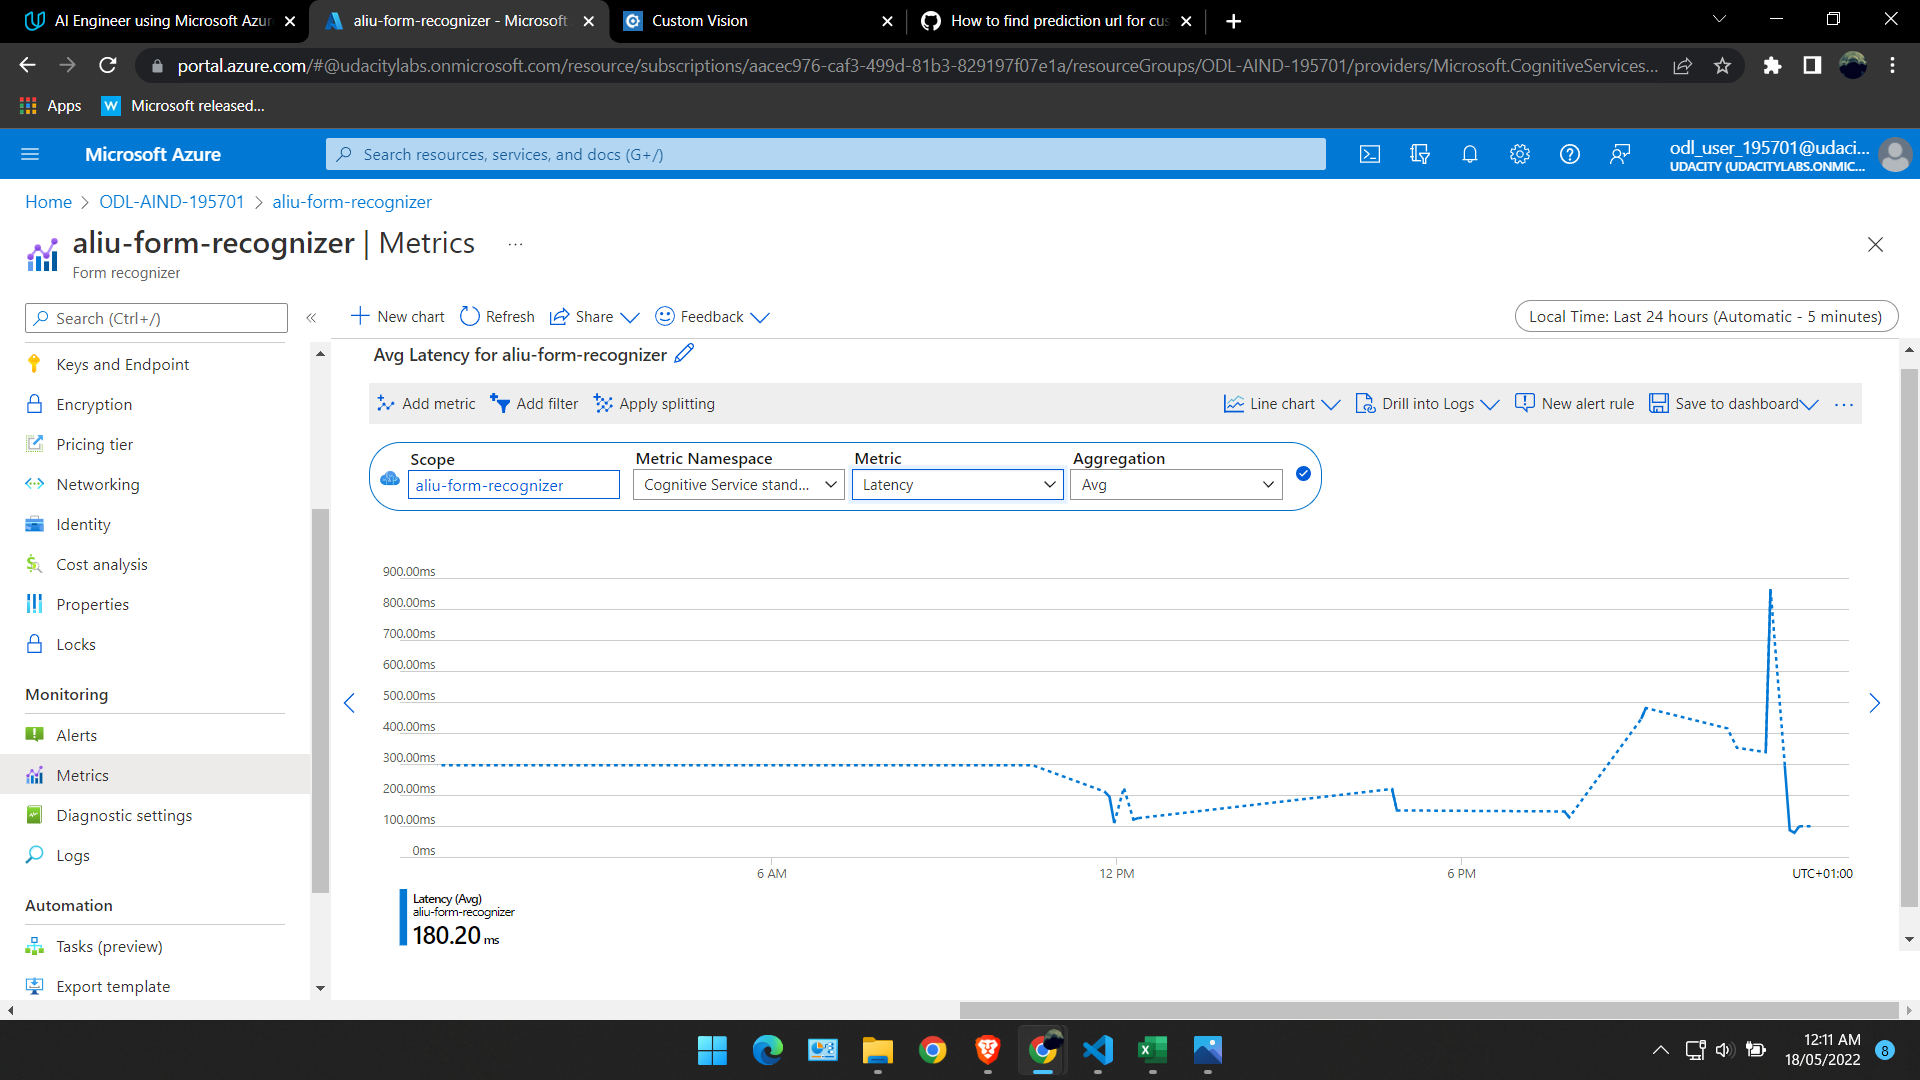 AI Engineer using Microsoft Azur
aliu-form-recognizer - Microsoft
Custom Vision
How to find prediction url for cus
portal.azure.com/#@udacitylabs.onmicrosoft.com/resource/subscriptions/aacec976-caf3-499d-81b3-829197f07e1a/resourceGroups/ODL-AIND-195701/providers/Microsoft.CognitiveServices...
Apps
Microsoft released...
Microsoft Azure
Search resources, services, and docs (G+/)
odl_user_195701@udaci...
UDACITY (UDACITYLABS.ONMIC...
Home > ODL-AIND-195701 > aliu-form-recognizer
aliu-form-recognizer | Metrics ...
Form recognizer
Search (Ctrl+/)
«
New chart
Refresh
Share
Feedback
Local Time: Last 24 hours (Automatic - 5 minutes)
Keys and Endpoint
Encryption
Pricing tier
Networking
Identity
Cost analysis
Properties
Locks
Monitoring
Alerts
Metrics
Diagnostic settings
Logs
Automation
Tasks (preview)
Export template
Avg Latency for aliu-form-recognizer
Add metric
Add filter
Apply splitting
Line chart
Drill into Logs
New alert rule
Save to dashboard
...
Scope
aliu-form-recognizer
Metric Namespace
Cognitive Service stand...
Metric
Latency
Aggregation
Avg
900.00ms
800.00ms
700.00ms
600.00ms
500.00ms
400.00ms
300.00ms
200.00ms
100.00ms
0ms
6 AM
12 PM
6 PM
UTC+01:00
Latency (Avg)
aliu-form-recognizer
180.20 ms
12:11 AM
18/05/2022
8